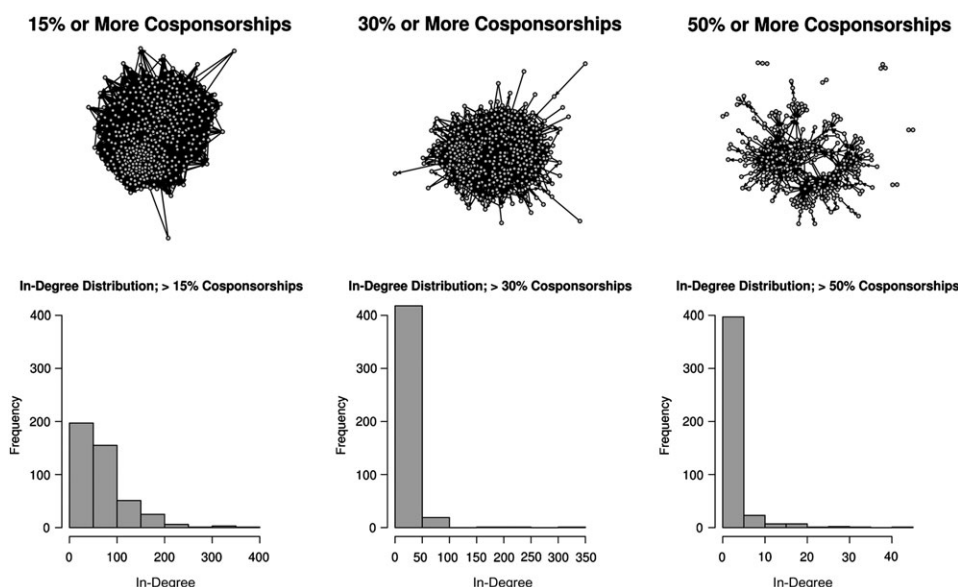 15% or More Cosponsorships
30% or More Cosponsorships
50% or More Cosponsorships
In-Degree Distribution; > 15% Cosponsorships
In-Degree Distribution; > 30% Cosponsorships
In-Degree Distribution; > 50% Cosponsorships
Frequency
400
300
200
100
0
0 100 200 300 400
In-Degree
Frequency
400
300
200
100
0
0 50 100 150 200 250 300 350
In-Degree
Frequency
400
300
200
100
0
0 10 20 30 40
In-Degree